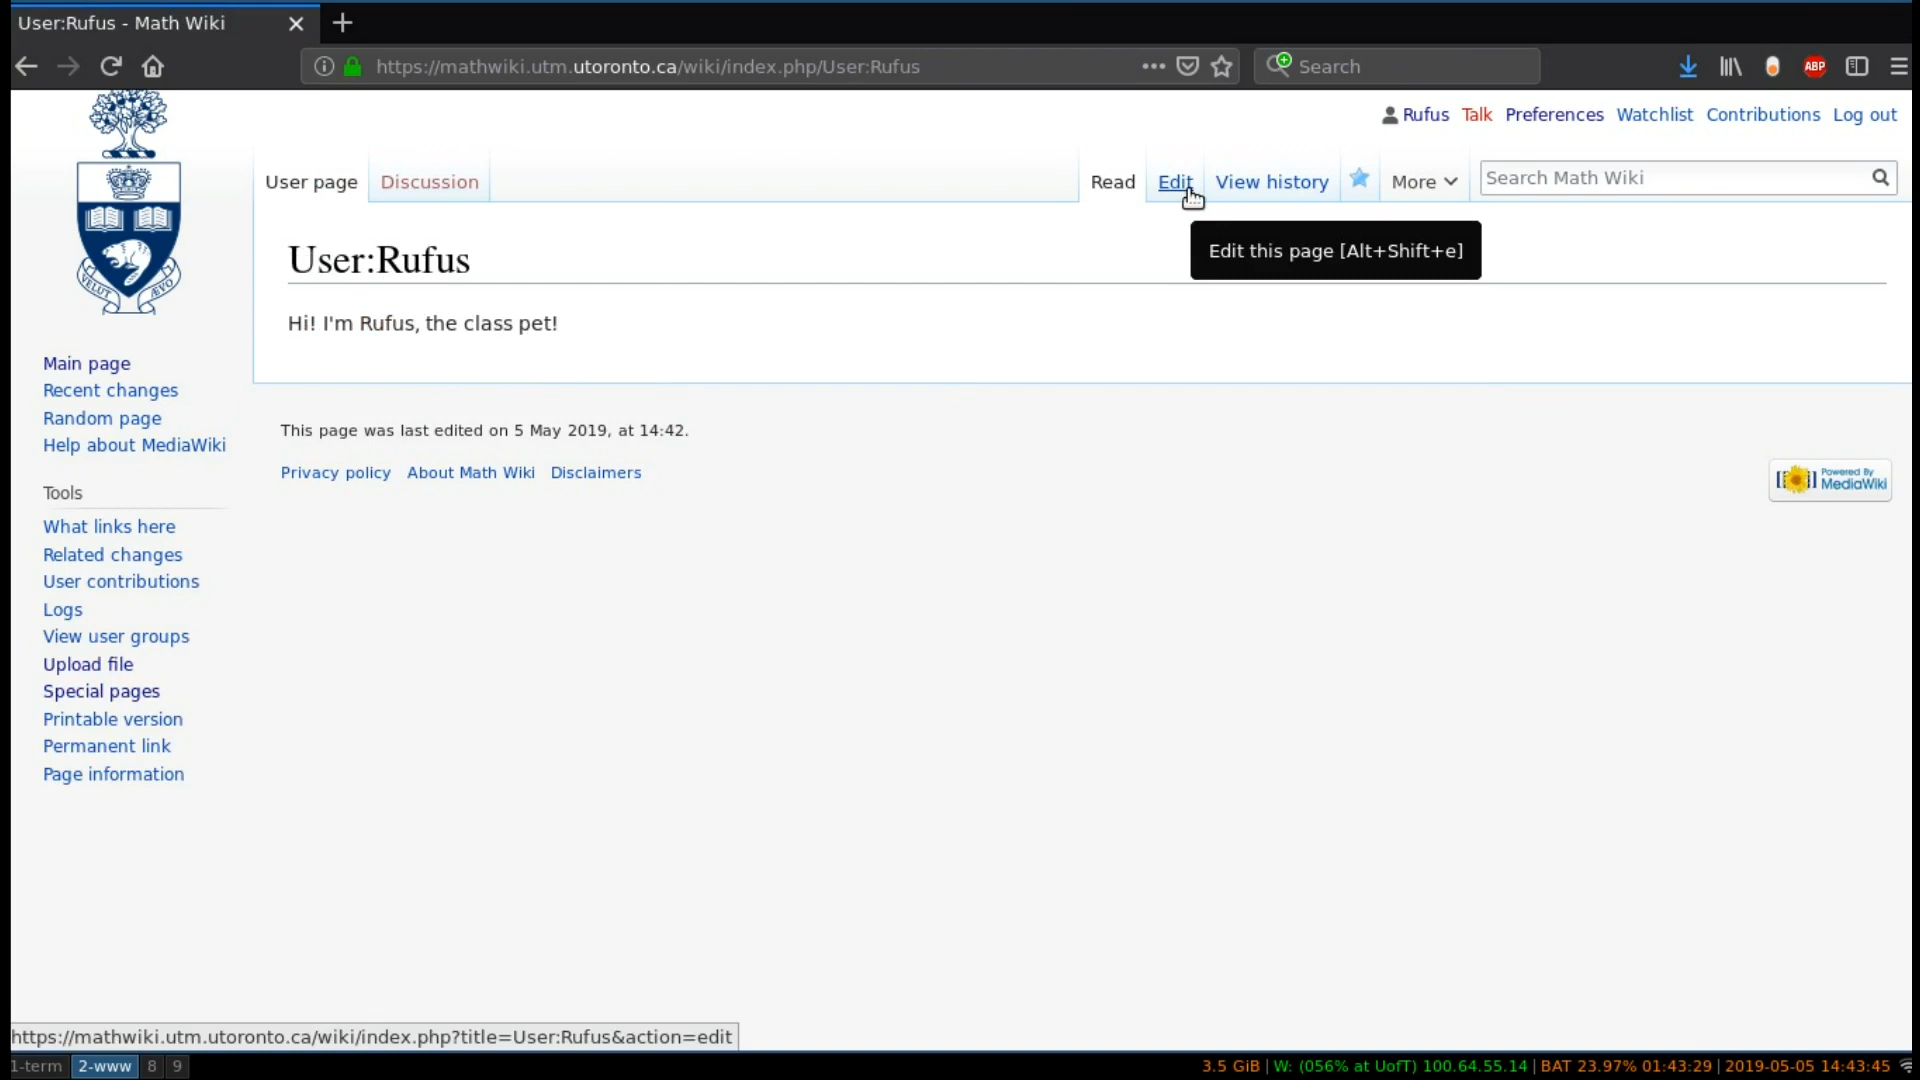 User:Rufus - Math Wiki
https://mathwiki.utm.utoronto.ca/wiki/index.php/User:Rufus
Search
ABP
Rufus Talk Preferences Watchlist Contributions Log out
User page Discussion Read Edit View history More Search Math Wiki
Edit this page [Alt+Shift+e]
User:Rufus
Hi! I'm Rufus, the class pet!
VELUT ÆVO
Main page
Recent changes
Random page
Help about MediaWiki
Tools
What links here
Related changes
User contributions
Logs
View user groups
Upload file
Special pages
Printable version
Permanent link
Page information
This page was last edited on 5 May 2019, at 14:42.
Privacy policy About Math Wiki Disclaimers
Powered By
MediaWiki
https://mathwiki.utm.utoronto.ca/wiki/index.php?title=User:Rufus&action=edit
1-term 2-www 8 9 3.5 GiB | W: (056% at UofT) 100.64.55.14 | BAT 23.97% 01:43:29 | 2019-05-05 14:43:45